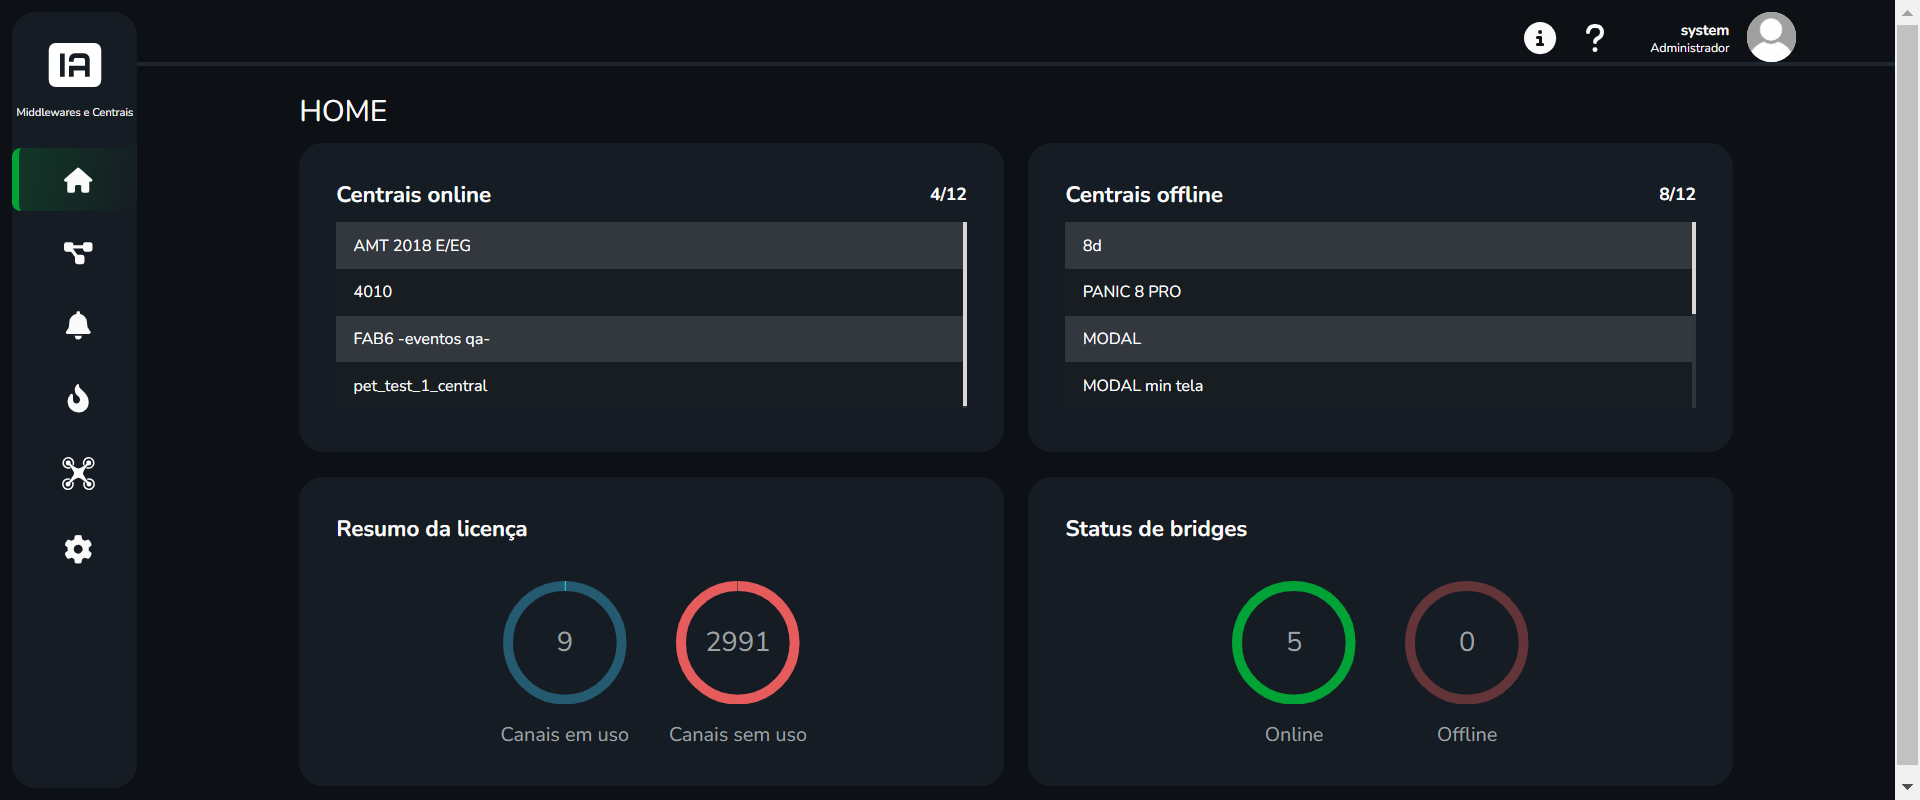 IA
Middlewares e Centrais
system
Administrador
HOME
Centrais online
4/12
AMT 2018 E/EG
4010
FAB6 -eventos qa-
pet_test_1_central
Centrais offline
8/12
8d
PANIC 8 PRO
MODAL
MODAL min tela
Resumo da licença
9
2991
Canais em uso
Canais sem uso
Status de bridges
5
0
Online
Offline